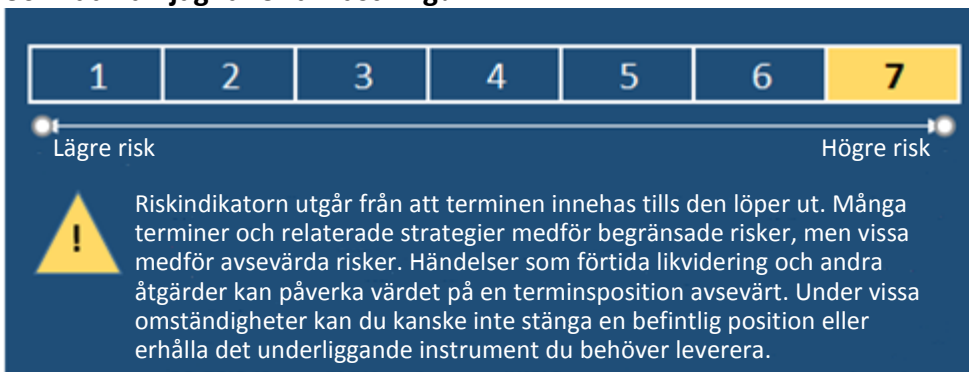 1 2 3 4 5 6 7
Lägre risk Högre risk
!
Riskindikatorn utgår från att terminen innehas tills den löper ut. Många
terminer och relaterade strategier medför begränsade risker, men vissa
medför avsevärda risker. Händelser som förtida likvidering och andra
åtgärder kan påverka värdet på en terminsposition avsevärt. Under vissa
omständigheter kan du kanske inte stänga en befintlig position eller
erhålla det underliggande instrument du behöver leverera.